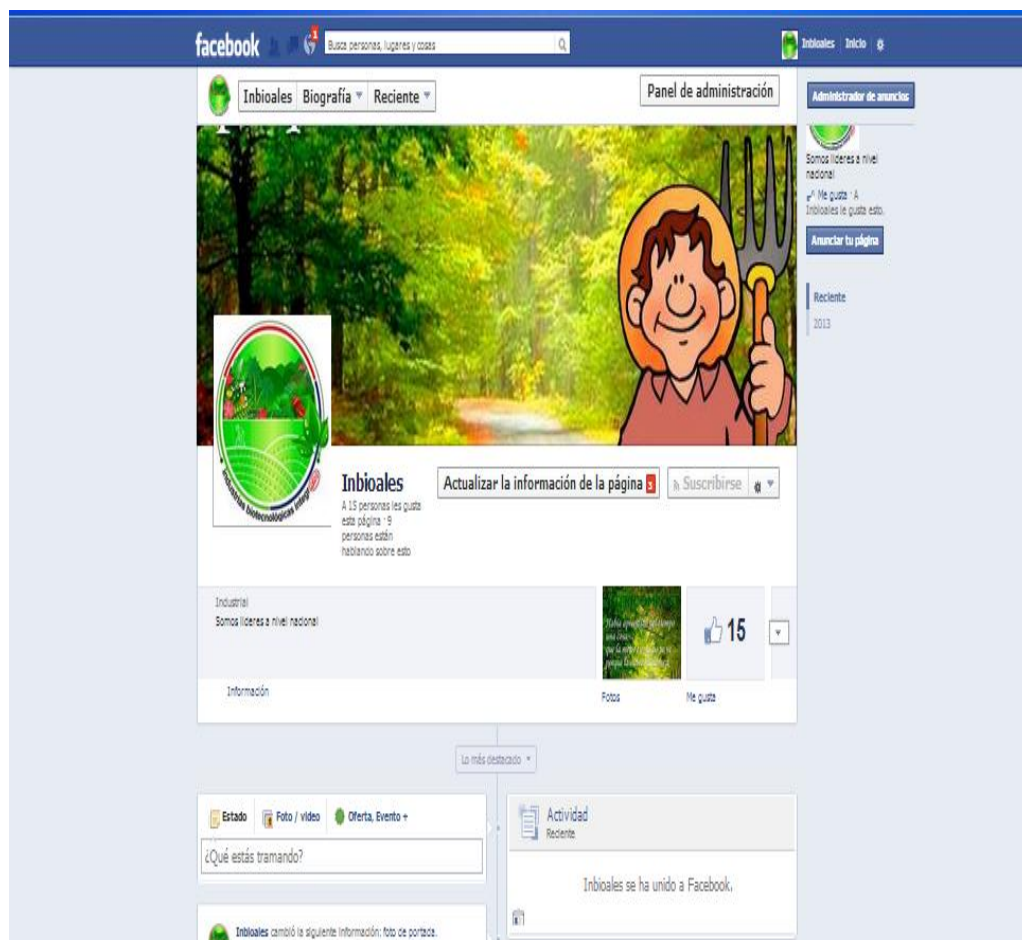 facebook
1
Busca personas, lugares y cosas
Inbioales Inicio
Inbioales Biografía Reciente
Panel de administración
Administrador de anuncios
Somos líderes a nivel
nacional
Me gusta · A
Inbioales le gusta esto.
Anunciar tu página
Reciente
2013
industrias biotecnológicas
Inbioales
A 15 personas les gusta
esta página · 9
personas están
hablando sobre esto
Actualizar la información de la página 3
Suscribirse
Industrial
Somos líderes a nivel nacional
15
Información
Fotos
Me gusta
Lo más destacado
Estado
Foto / vídeo
Oferta, Evento +
¿Qué estás tramando?
Actividad
Reciente
Inbioales se ha unido a Facebook.
Inbioales cambió la siguiente información: foto de portada.